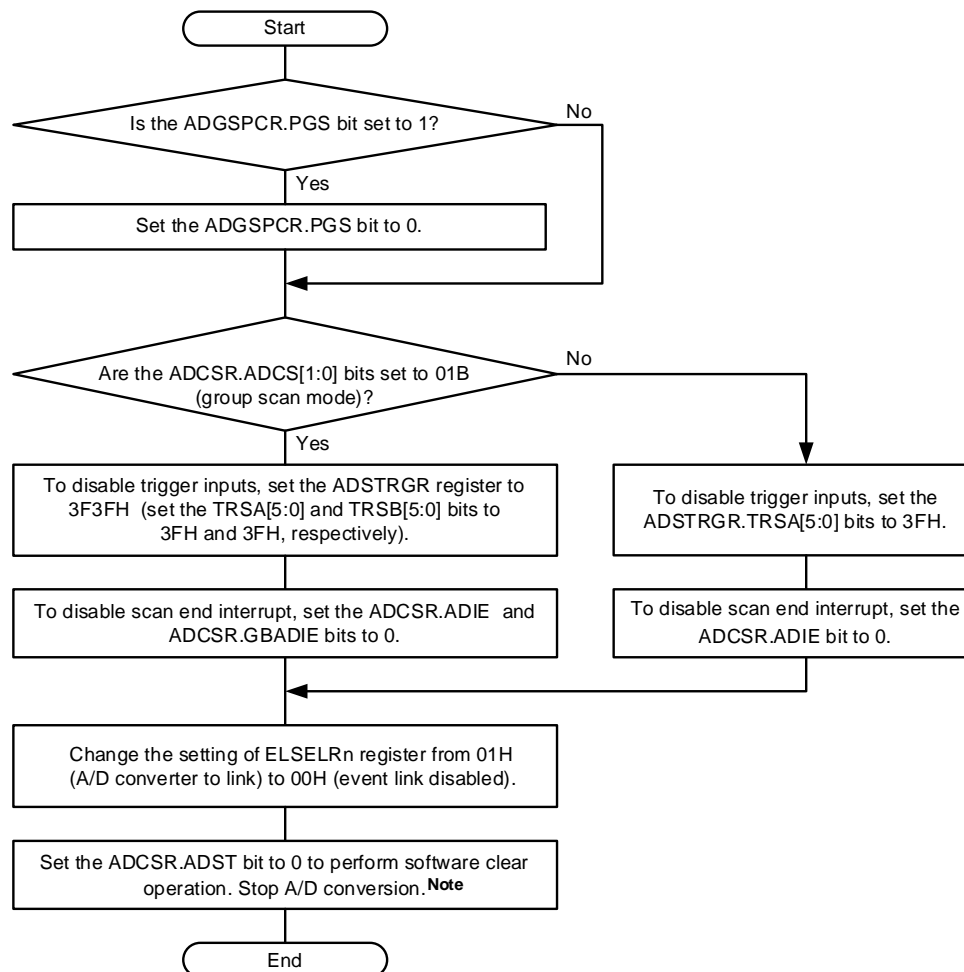 Start
Is the ADGSPCR.PGS bit set to 1?
No
Yes
Set the ADGSPCR.PGS bit to 0.
Are the ADCSR.ADCS[1:0] bits set to 01B
(group scan mode)?
No
Yes
To disable trigger inputs, set the ADSTRGR register to
3F3FH (set the TRSA[5:0] and TRSB[5:0] bits to
3FH and 3FH, respectively).
To disable trigger inputs, set the
ADSTRGR.TRSA[5:0] bits to 3FH.
To disable scan end interrupt, set the ADCSR.ADIE and
ADCSR.GBADIE bits to 0.
To disable scan end interrupt, set the
ADCSR.ADIE bit to 0.
Change the setting of ELSELRn register from 01H
(A/D converter to link) to 00H (event link disabled).
Set the ADCSR.ADST bit to 0 to perform software clear
operation. Stop A/D conversion.Note
End